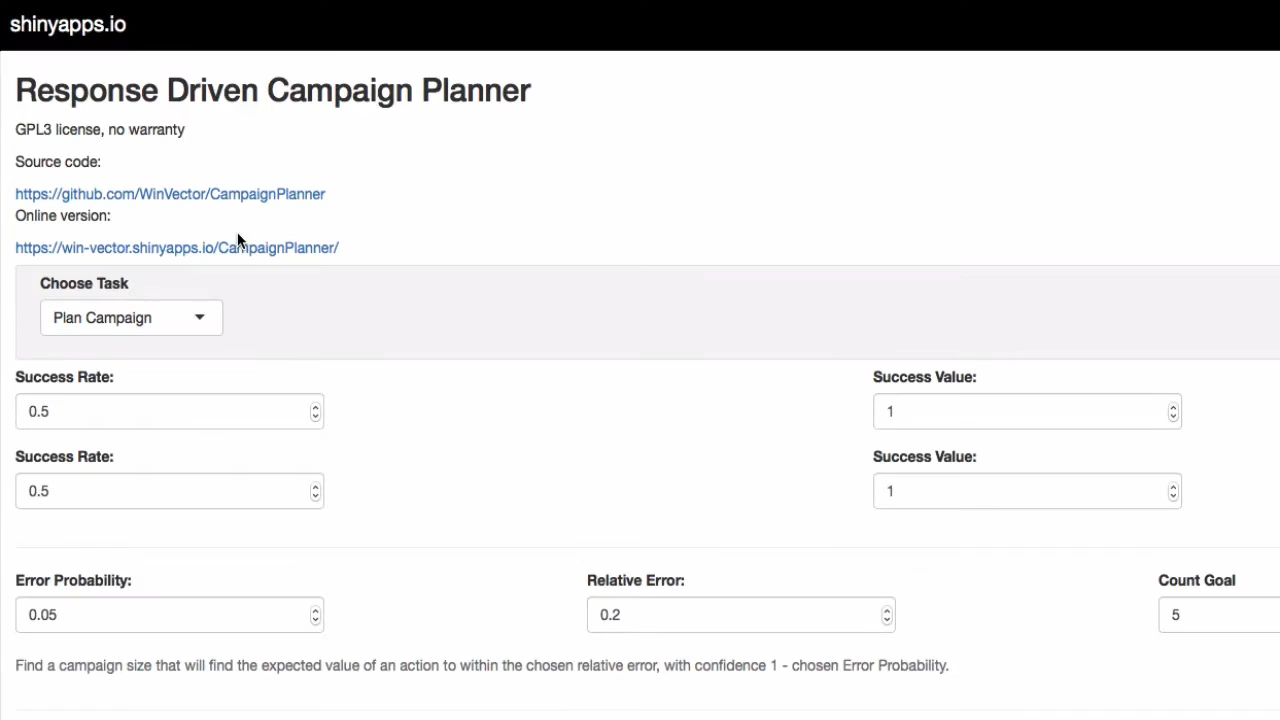 shinyapps.io
Response Driven Campaign Planner
GPL3 license, no warranty
Source code:
https://github.com/WinVector/CampaignPlanner
Online version:
https://win-vector.shinyapps.io/CampaignPlanner/
Choose Task
Plan Campaign
Success Rate: Success Value:
0.5 1
Success Rate: Success Value:
0.5 1
Error Probability: Relative Error: Count Goal
0.05 0.2 5
Find a campaign size that will find the expected value of an action to within the chosen relative error, with confidence 1 - chosen Error Probability.